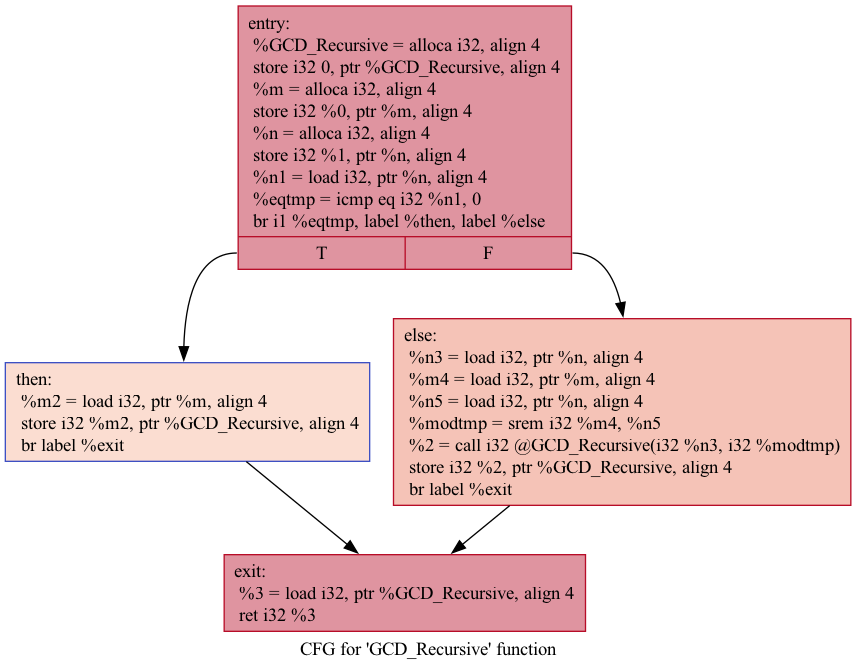 entry:
%GCD_Recursive = alloca i32, align 4
store i32 0, ptr %GCD_Recursive, align 4
%m = alloca i32, align 4
store i32 %0, ptr %m, align 4
%n = alloca i32, align 4
store i32 %1, ptr %n, align 4
%n1 = load i32, ptr %n, align 4
%eqtmp = icmp eq i32 %n1, 0
br i1 %eqtmp, label %then, label %else
T
F
then:
%m2 = load i32, ptr %m, align 4
store i32 %m2, ptr %GCD_Recursive, align 4
br label %exit
else:
%n3 = load i32, ptr %n, align 4
%m4 = load i32, ptr %m, align 4
%n5 = load i32, ptr %n, align 4
%modtmp = srem i32 %m4, %n5
%2 = call i32 @GCD_Recursive(i32 %n3, i32 %modtmp)
store i32 %2, ptr %GCD_Recursive, align 4
br label %exit
exit:
%3 = load i32, ptr %GCD_Recursive, align 4
ret i32 %3
CFG for 'GCD_Recursive' function